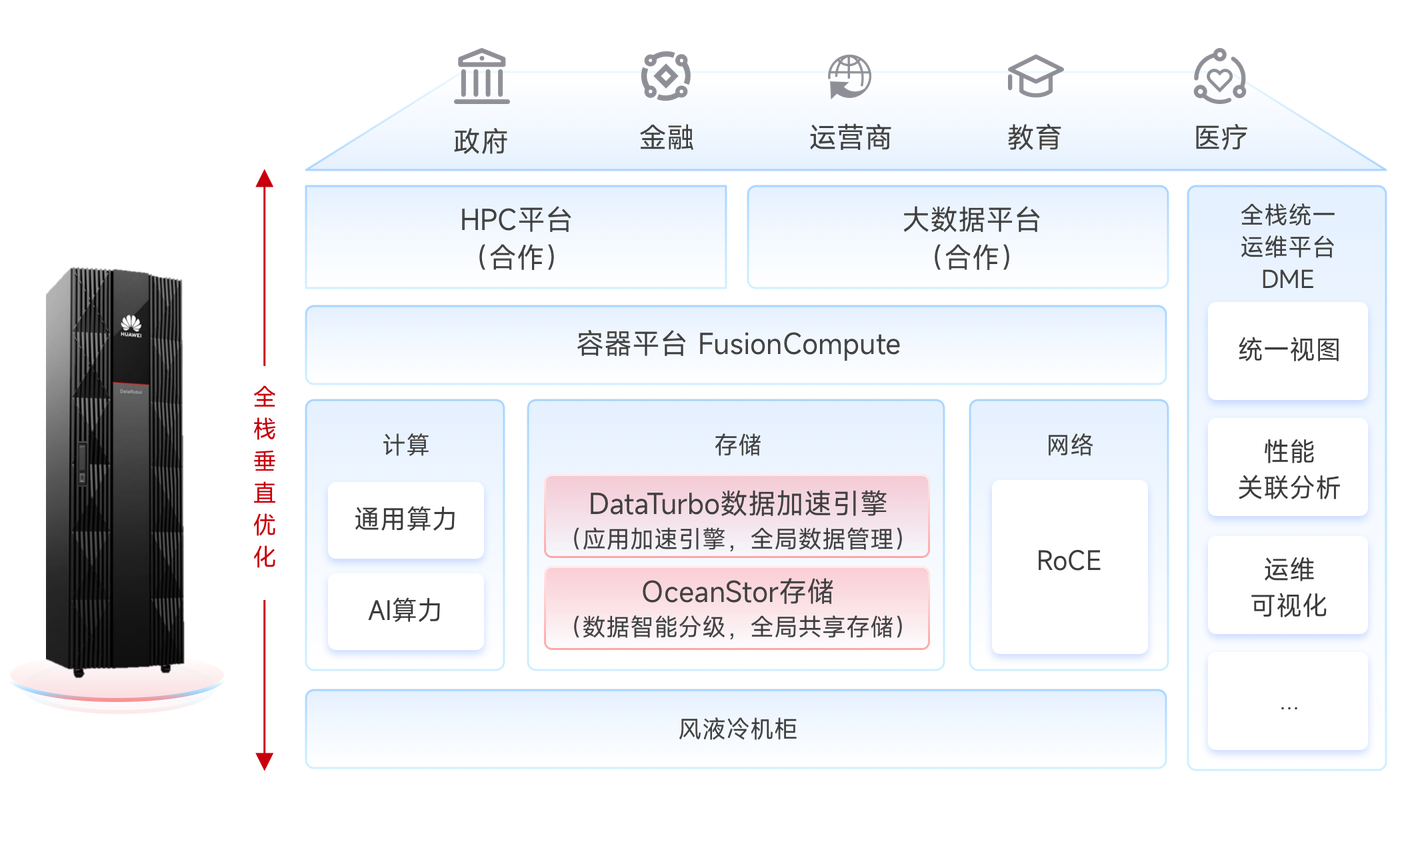 政府
金融
运营商
教育
医疗
HPC平台
（合作）
大数据平台
（合作）
全栈统一
运维平台
DME
统一视图
性能
关联分析
运维
可视化
...
容器平台 FusionCompute
计算
通用算力
AI算力
存储
DataTurbo数据加速引擎
（应用加速引擎，全局数据管理）
OceanStor存储
（数据智能分级，全局共享存储）
网络
RoCE
风液冷机柜
全栈垂直优化
HUAWEI
DataRobot